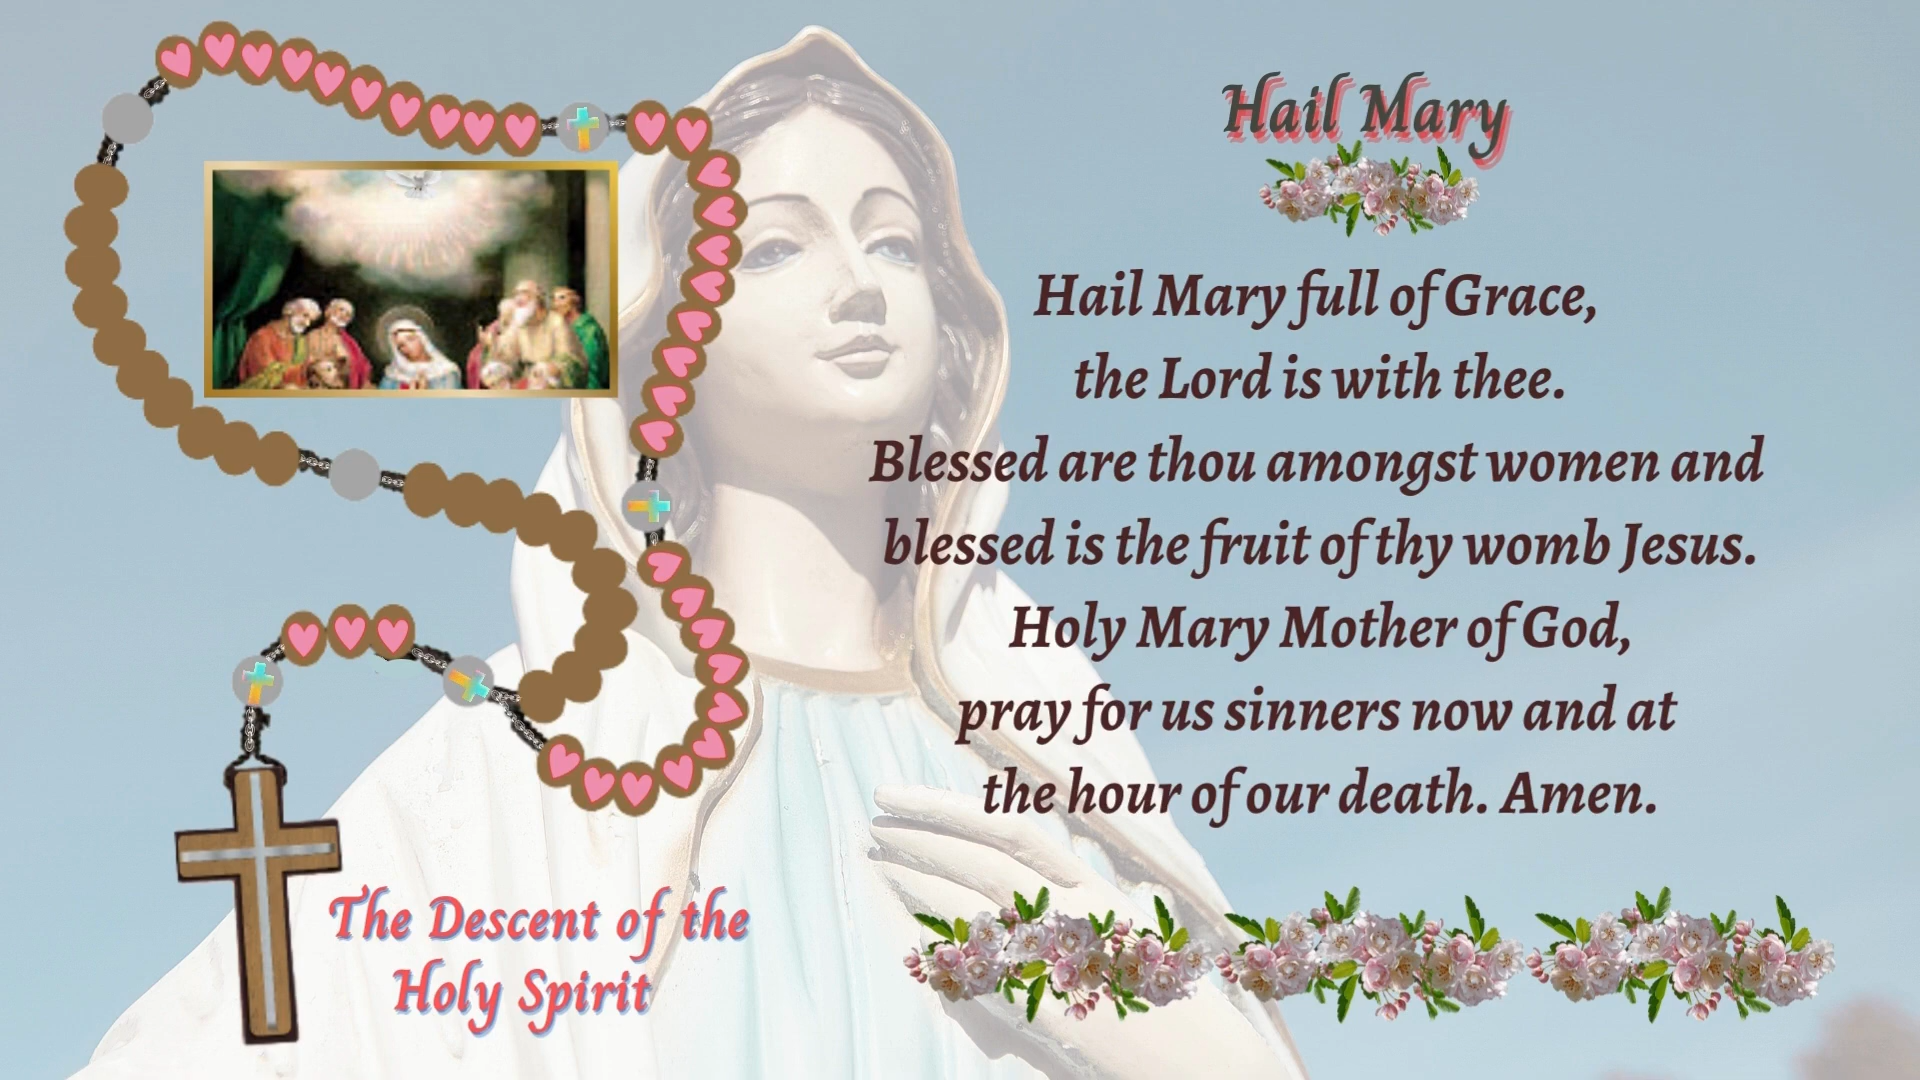 Hail Mary
Hail Mary full of Grace,
the Lord is with thee.
Blessed are thou amongst women and
blessed is the fruit of thy womb Jesus.
Holy Mary Mother of God,
pray for us sinners now and at
the hour of our death. Amen.
The Descent of the
Holy Spirit